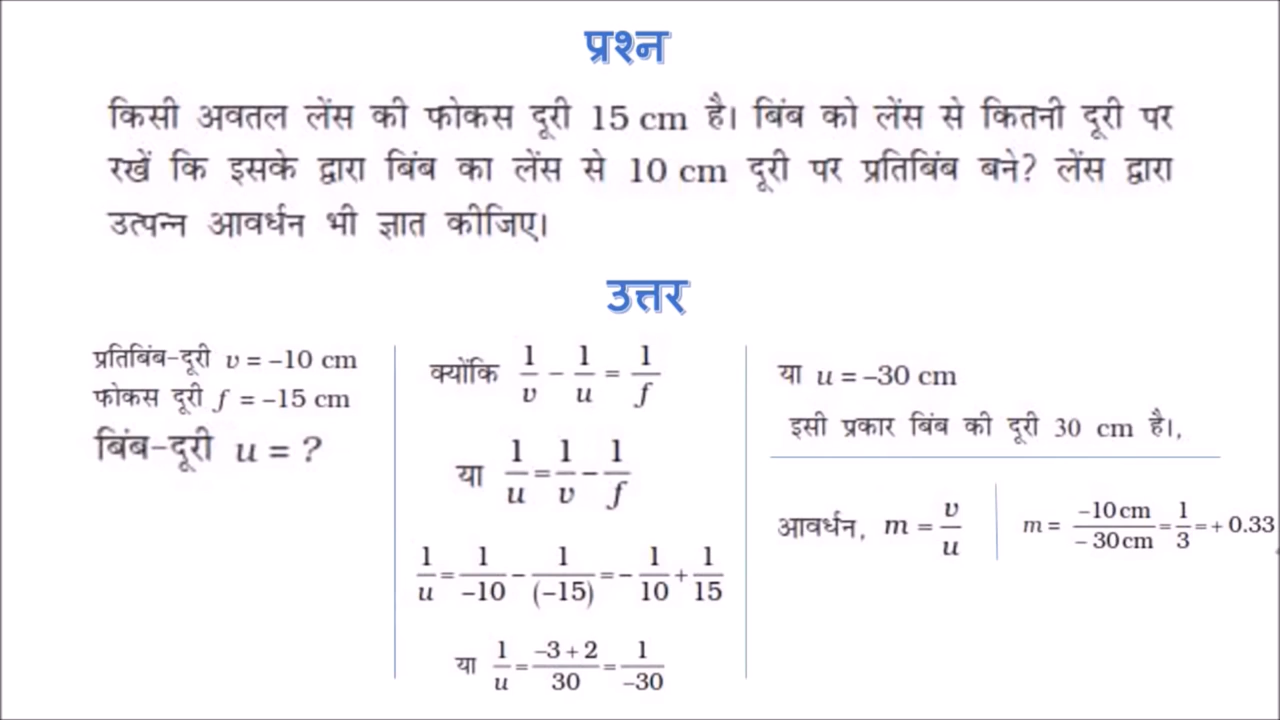 प्रश्न
किसी अवतल लेंस की फोकस दूरी 15 cm है। बिंब को लेंस से कितनी दूरी पर
रखें कि इसके द्वारा बिंब का लेंस से 10 cm दूरी पर प्रतिबिंब बने? लेंस द्वारा
उत्पन्न आवर्धन भी ज्ञात कीजिए।
उत्तर
प्रतिबिंब-दूरी v = –10 cm
फोकस दूरी f = –15 cm
बिंब-दूरी u = ?
क्योंकि 1/v – 1/u = 1/f
या 1/u = 1/v – 1/f
1/u = 1/–10 – 1/(–15) = – 1/10 + 1/15
या 1/u = –3 + 2/30 = 1/–30
या u = –30 cm
इसी प्रकार बिंब की दूरी 30 cm है।,
आवर्धन, m = v/u
m = –10 cm/– 30 cm = 1/3 = + 0.33